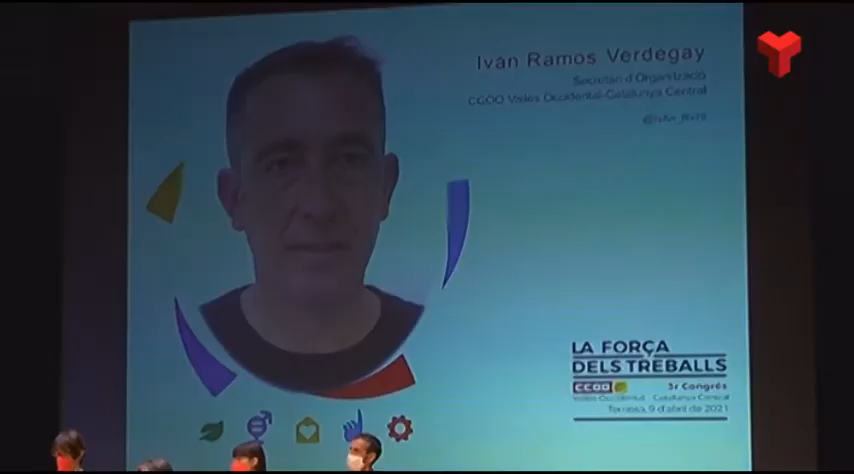 Iván Ramos Verdegay
Secretari d'Organització
CCOO Vallès Occidental-Catalunya Central
LA FORÇA
DELS TREBALLS
CCOO
3r Congrés
Vallès Occidental - Catalunya Central
Terrassa, 9 d'abril de 2021